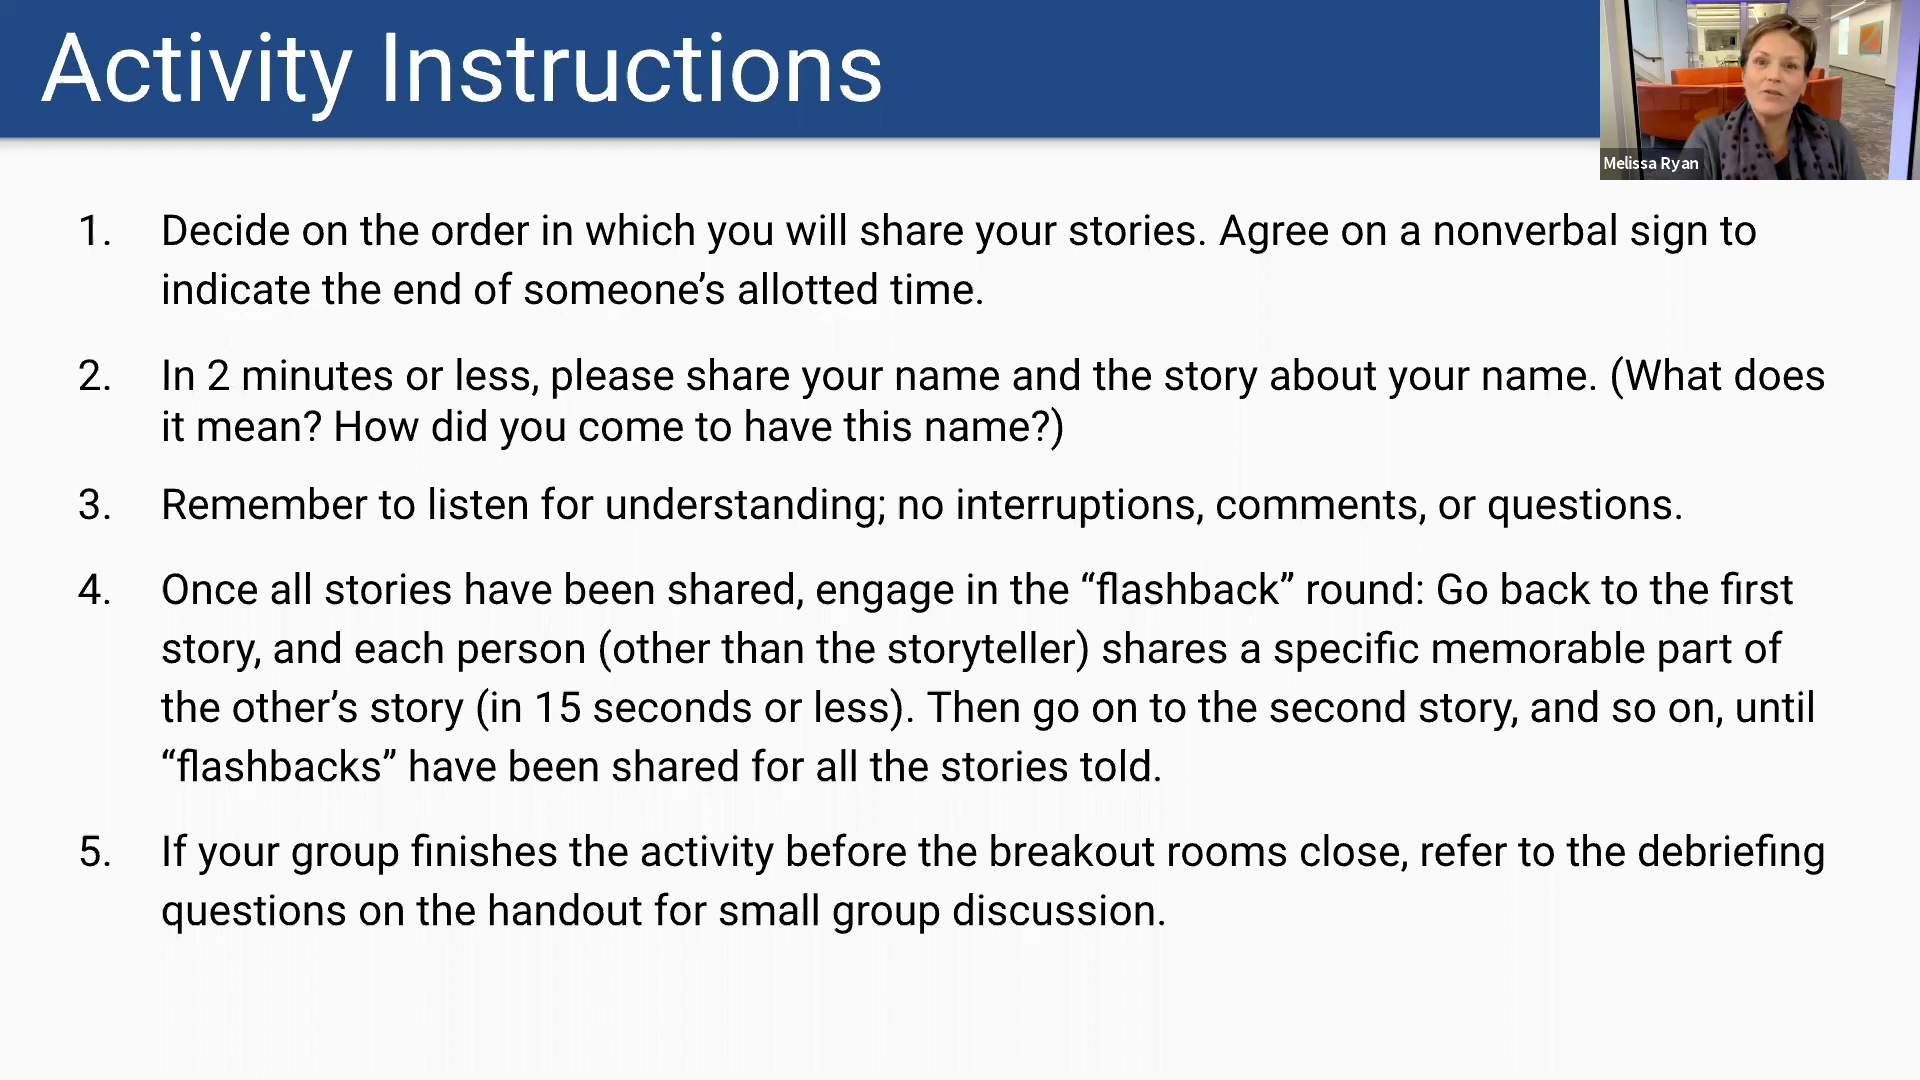 Activity Instructions
Melissa Ryan
1. Decide on the order in which you will share your stories. Agree on a nonverbal sign to
indicate the end of someone’s allotted time.
2. In 2 minutes or less, please share your name and the story about your name. (What does
it mean? How did you come to have this name?)
3. Remember to listen for understanding; no interruptions, comments, or questions.
4. Once all stories have been shared, engage in the “flashback” round: Go back to the first
story, and each person (other than the storyteller) shares a specific memorable part of
the other’s story (in 15 seconds or less). Then go on to the second story, and so on, until
“flashbacks” have been shared for all the stories told.
5. If your group finishes the activity before the breakout rooms close, refer to the debriefing
questions on the handout for small group discussion.